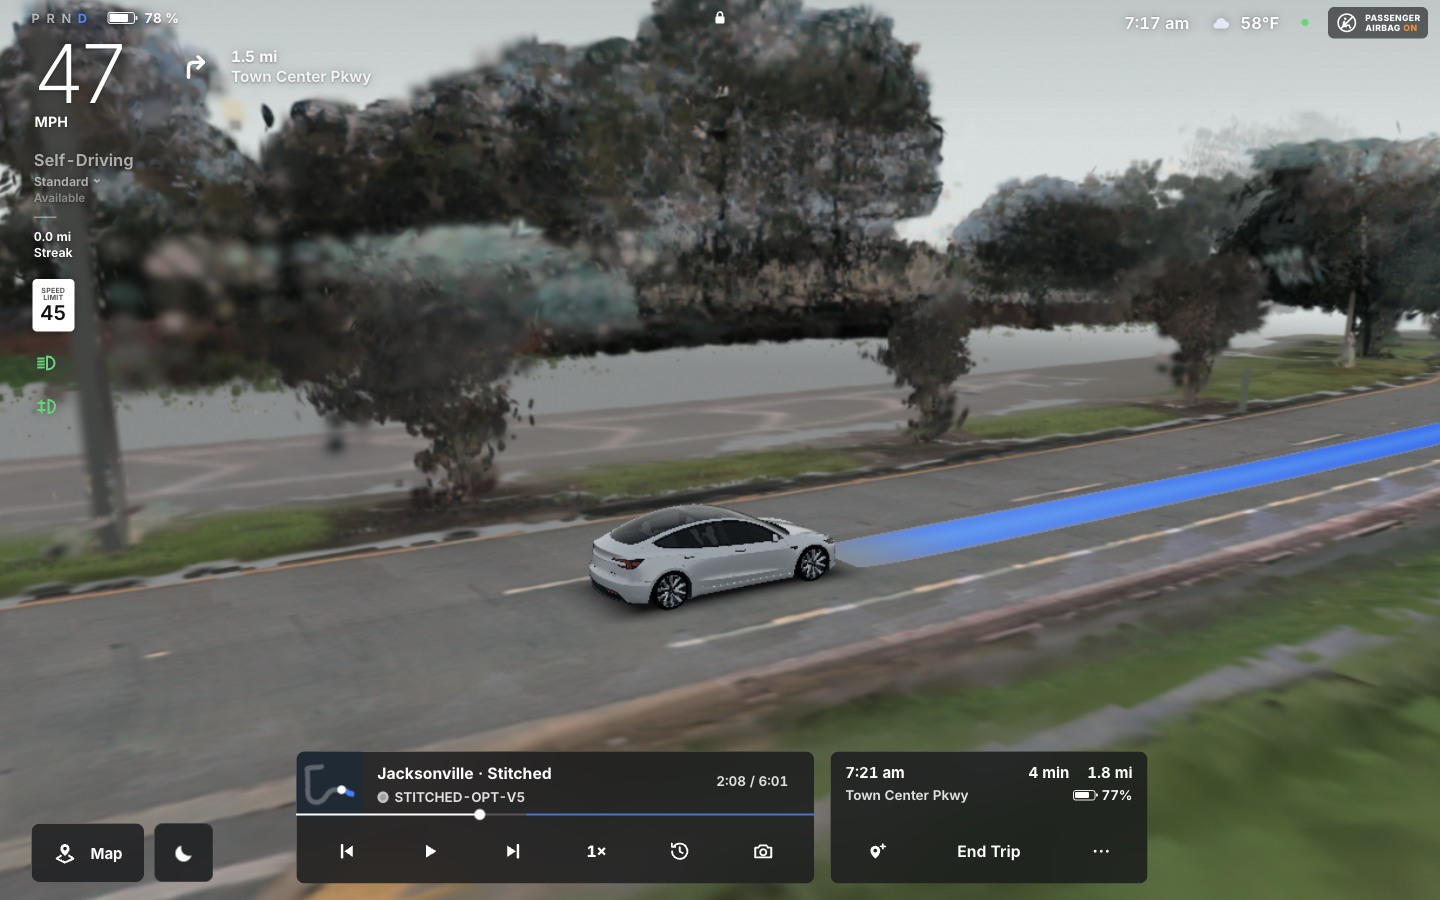 P R N D
78 %
47
MPH
1.5 mi
Town Center Pkwy
7:17 am
58°F
PASSENGER
AIRBAG ON
Self-Driving
Standard
Available
0.0 mi
Streak
SPEED
LIMIT
45
Jacksonville · Stitched
STITCHED-OPT-V5
2:08 / 6:01
1×
7:21 am
4 min
1.8 mi
Town Center Pkwy
77%
End Trip
Map